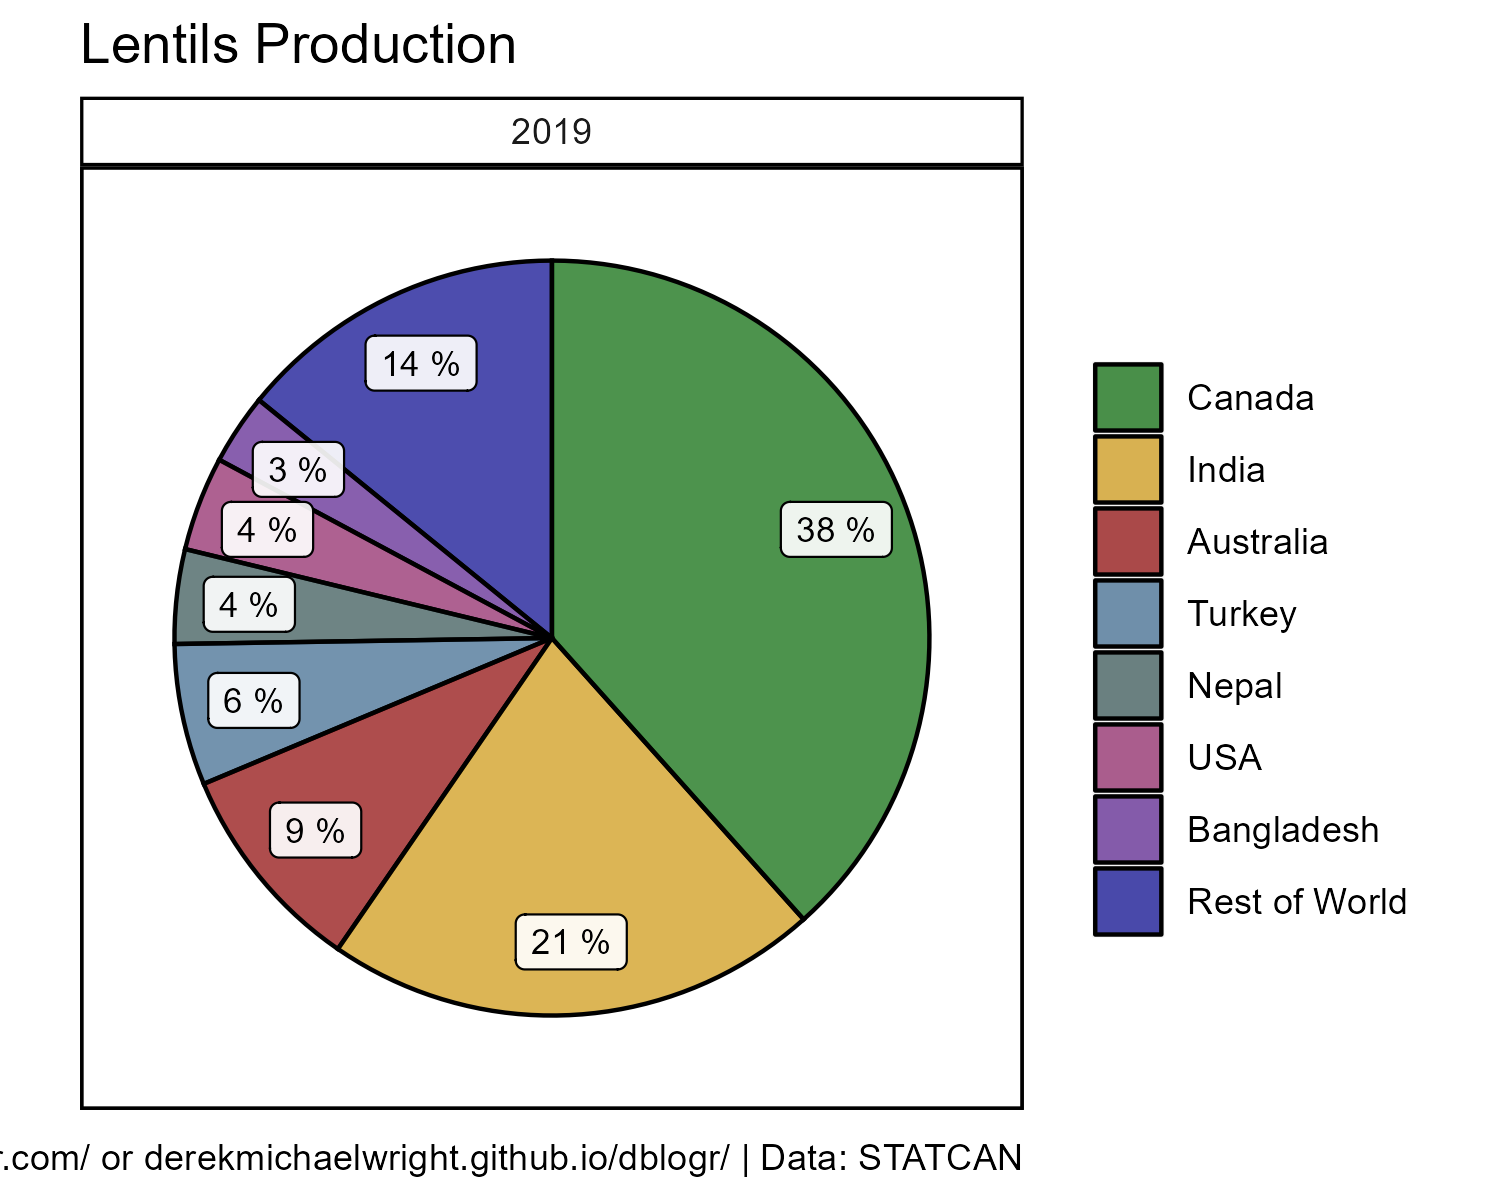 Lentils Production
2019
14 %
3 %
4 %
4 %
6 %
9 %
21 %
38 %
Canada
India
Australia
Turkey
Nepal
USA
Bangladesh
Rest of World
.com/ or derekmichaelwright.github.io/dblogr/ | Data: STATCAN